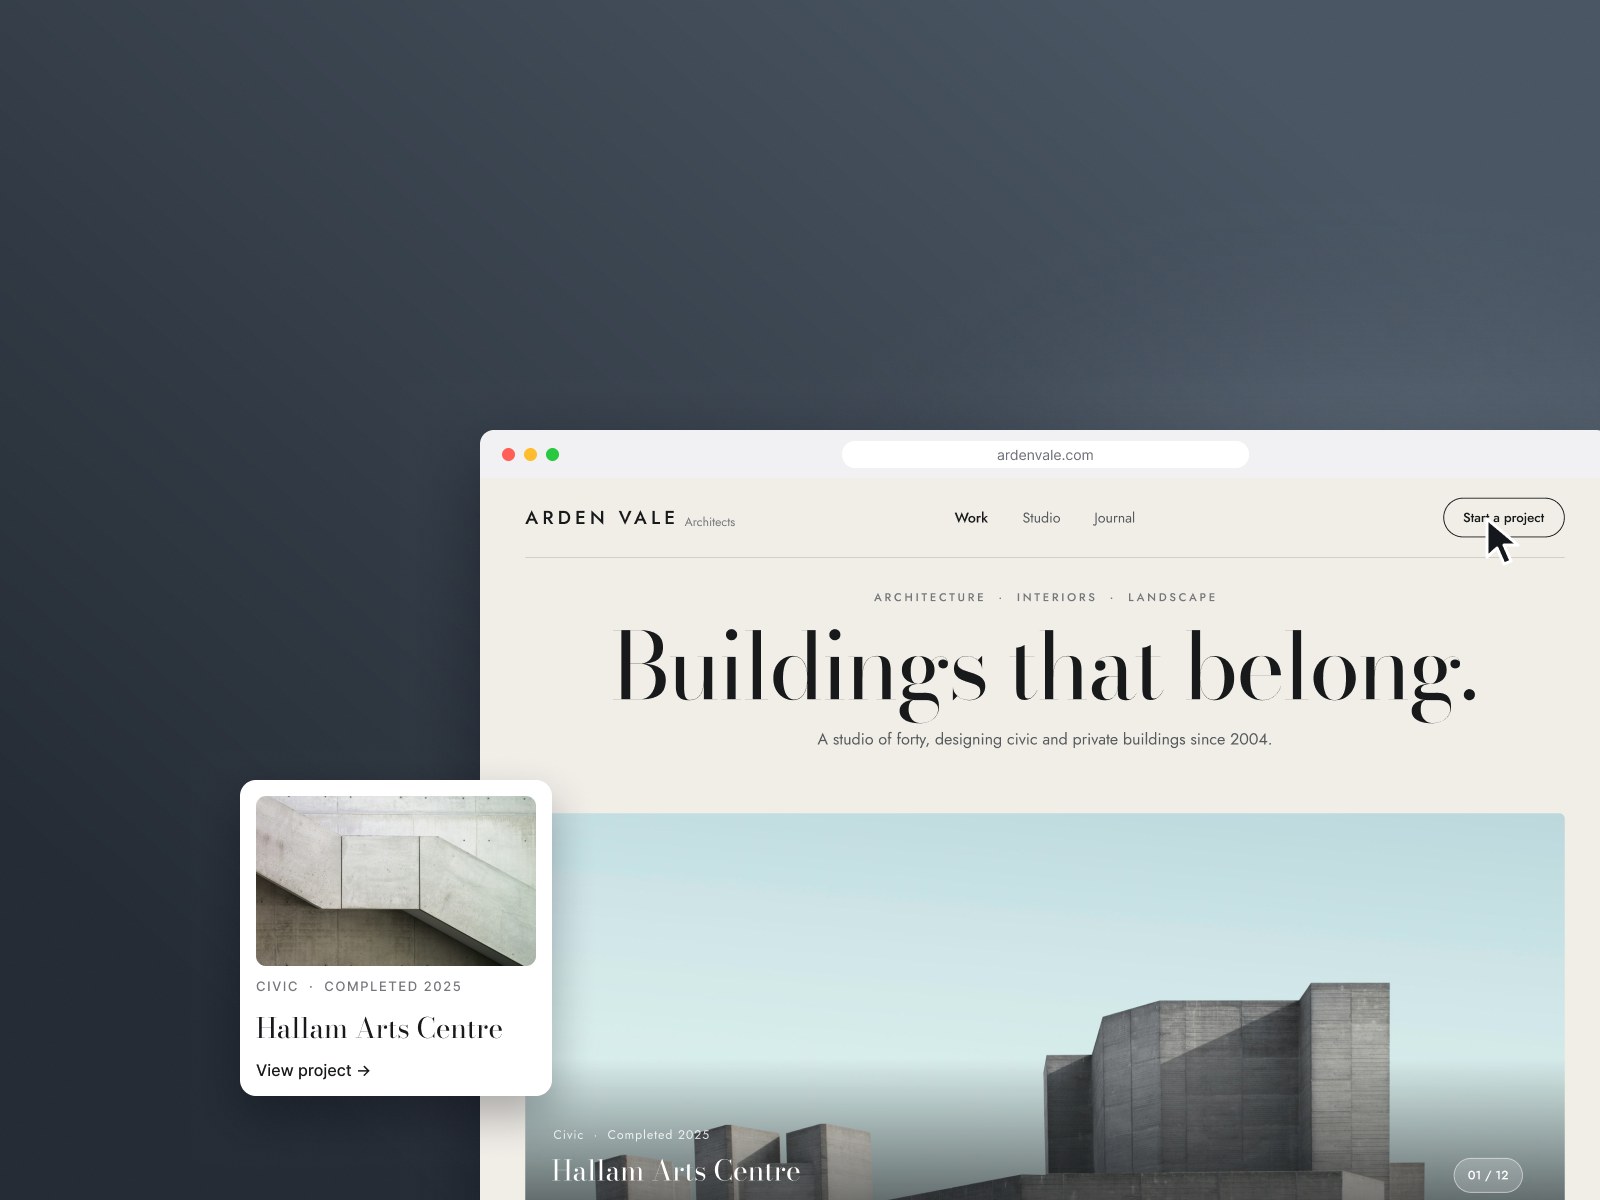 ardenvale.com
ARDEN VALE Architects
Work Studio Journal
Start a project
ARCHITECTURE · INTERIORS · LANDSCAPE
Buildings that belong.
A studio of forty, designing civic and private buildings since 2004.
CIVIC · COMPLETED 2025
Hallam Arts Centre
View project →
Civic · Completed 2025
Hallam Arts Centre
01 / 12